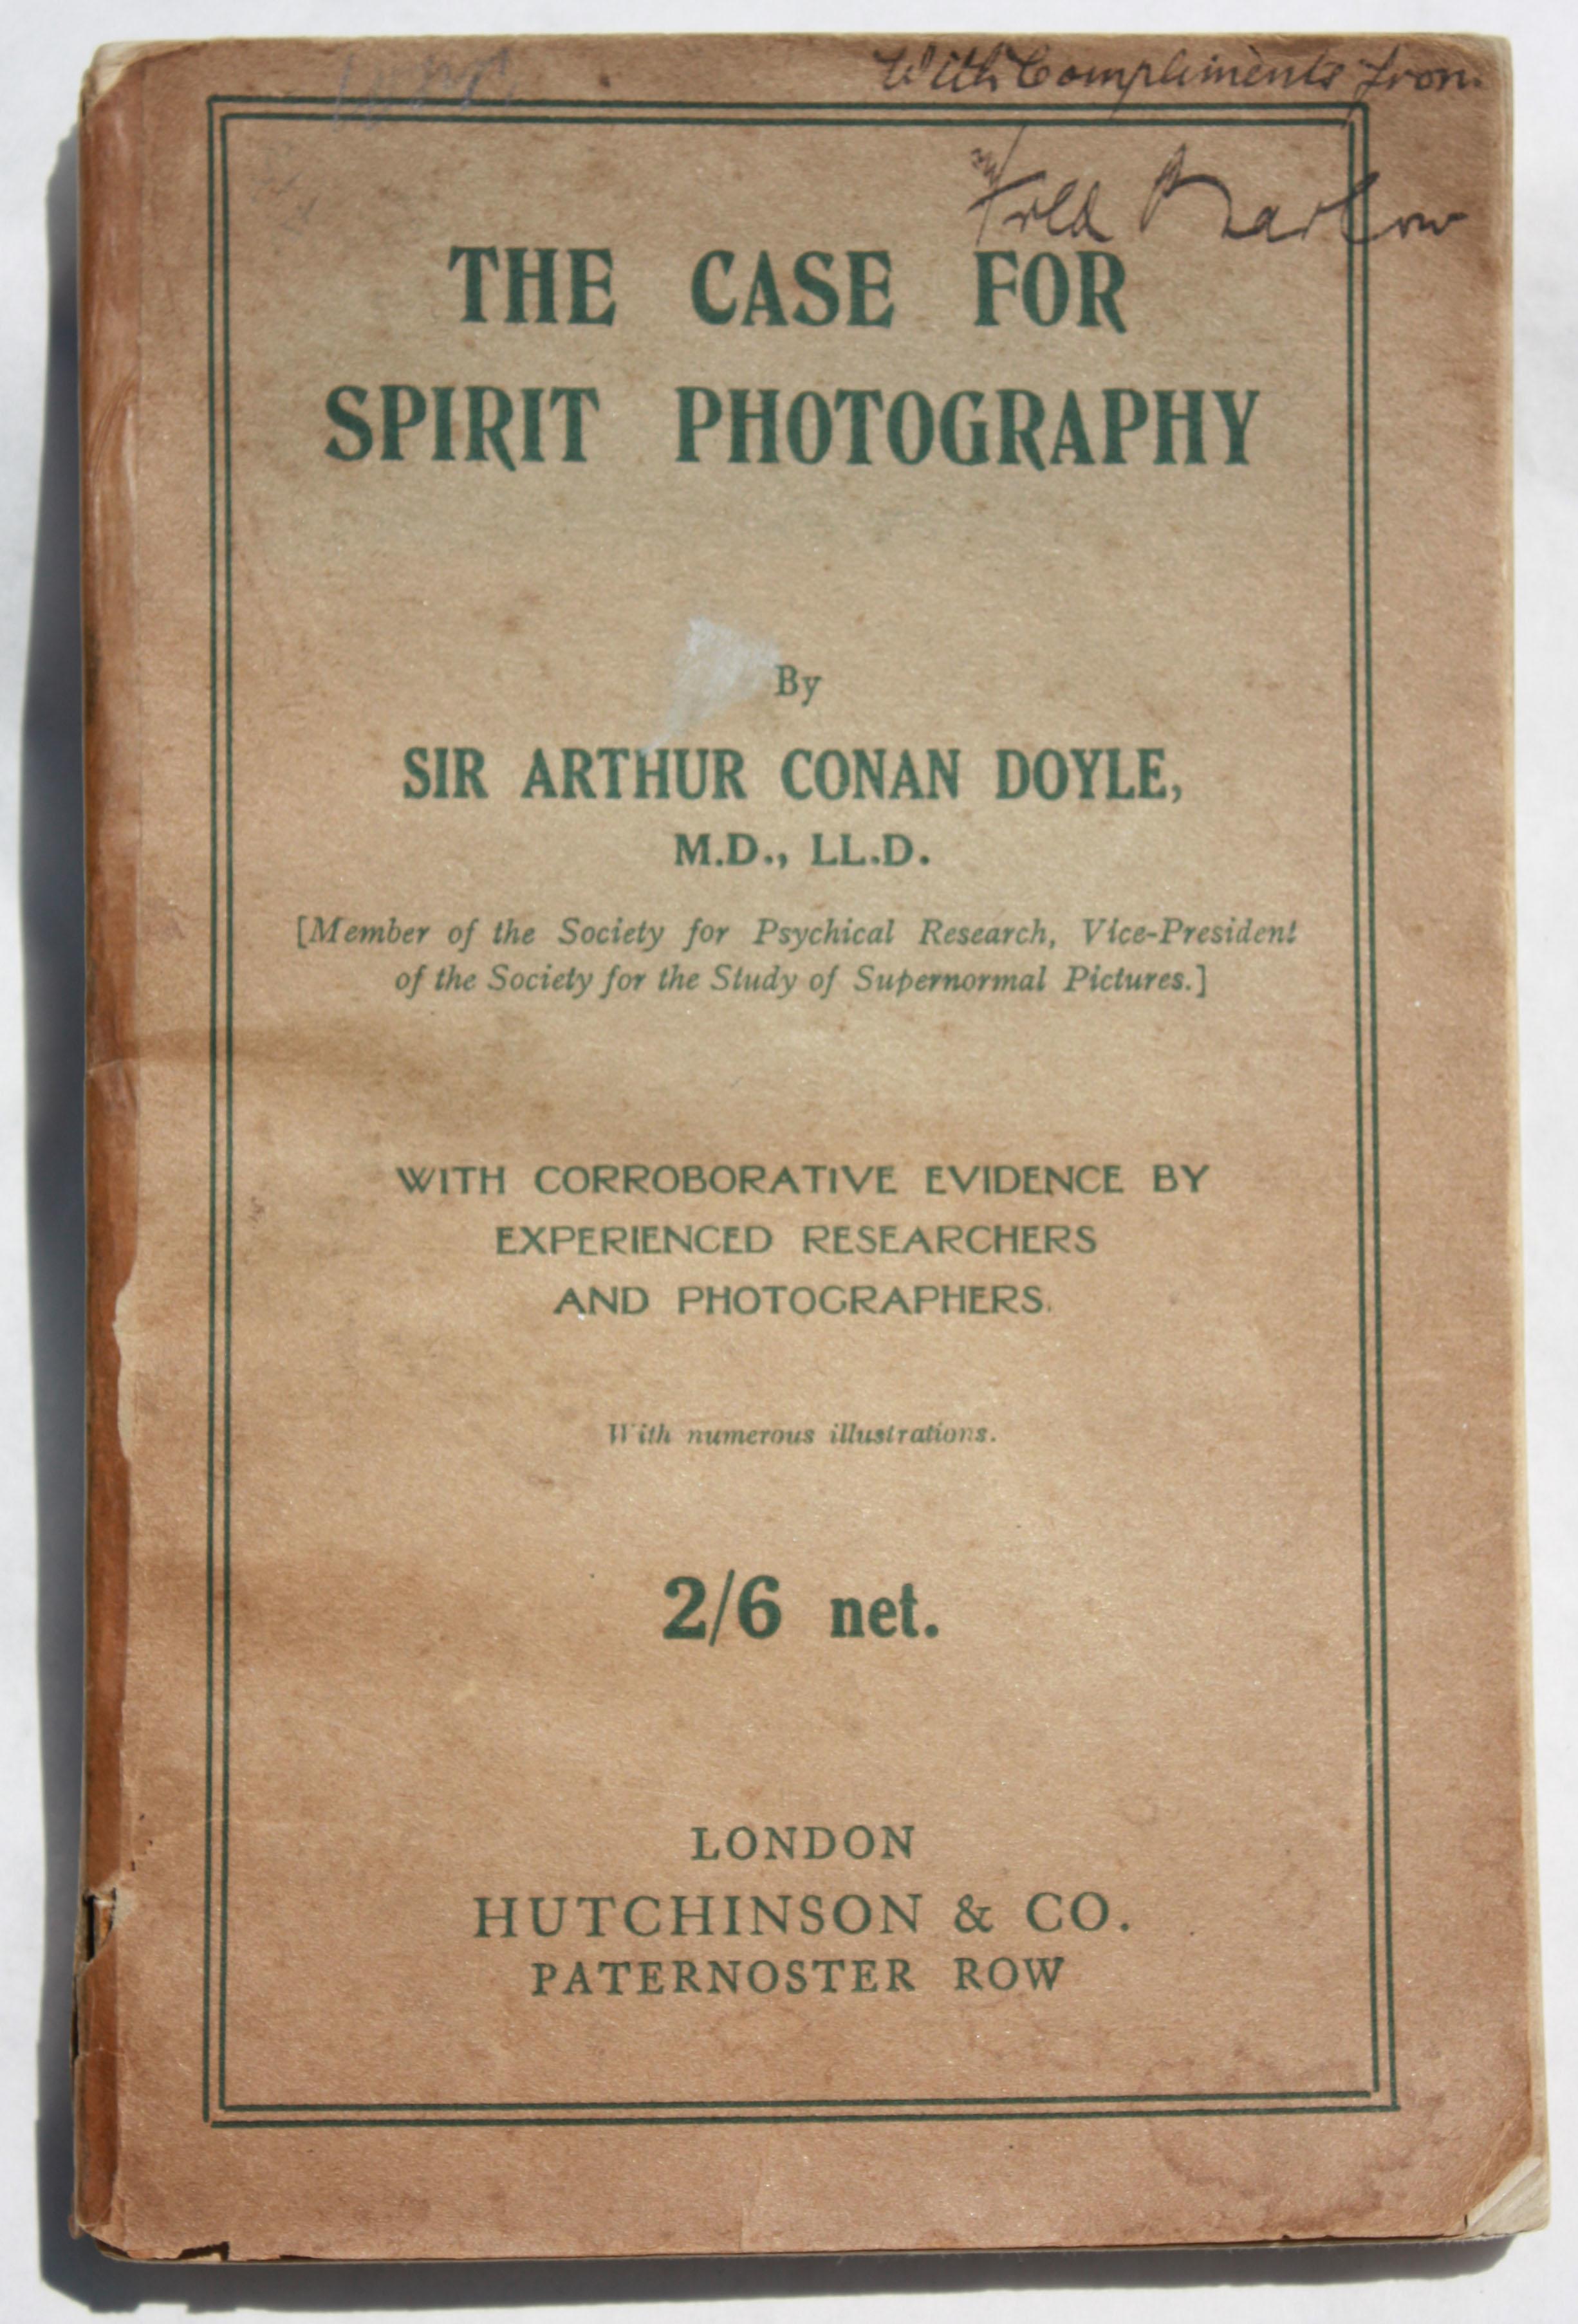 With Compliments from
Fred Barlow
THE CASE FOR
SPIRIT PHOTOGRAPHY
By
SIR ARTHUR CONAN DOYLE,
M.D., LL.D.
[Member of the Society for Psychical Research, Vice-President
of the Society for the Study of Supernormal Pictures.]
WITH CORROBORATIVE EVIDENCE BY
EXPERIENCED RESEARCHERS
AND PHOTOGRAPHERS.
With numerous illustrations.
2/6 net.
LONDON
HUTCHINSON & CO.
PATERNOSTER ROW